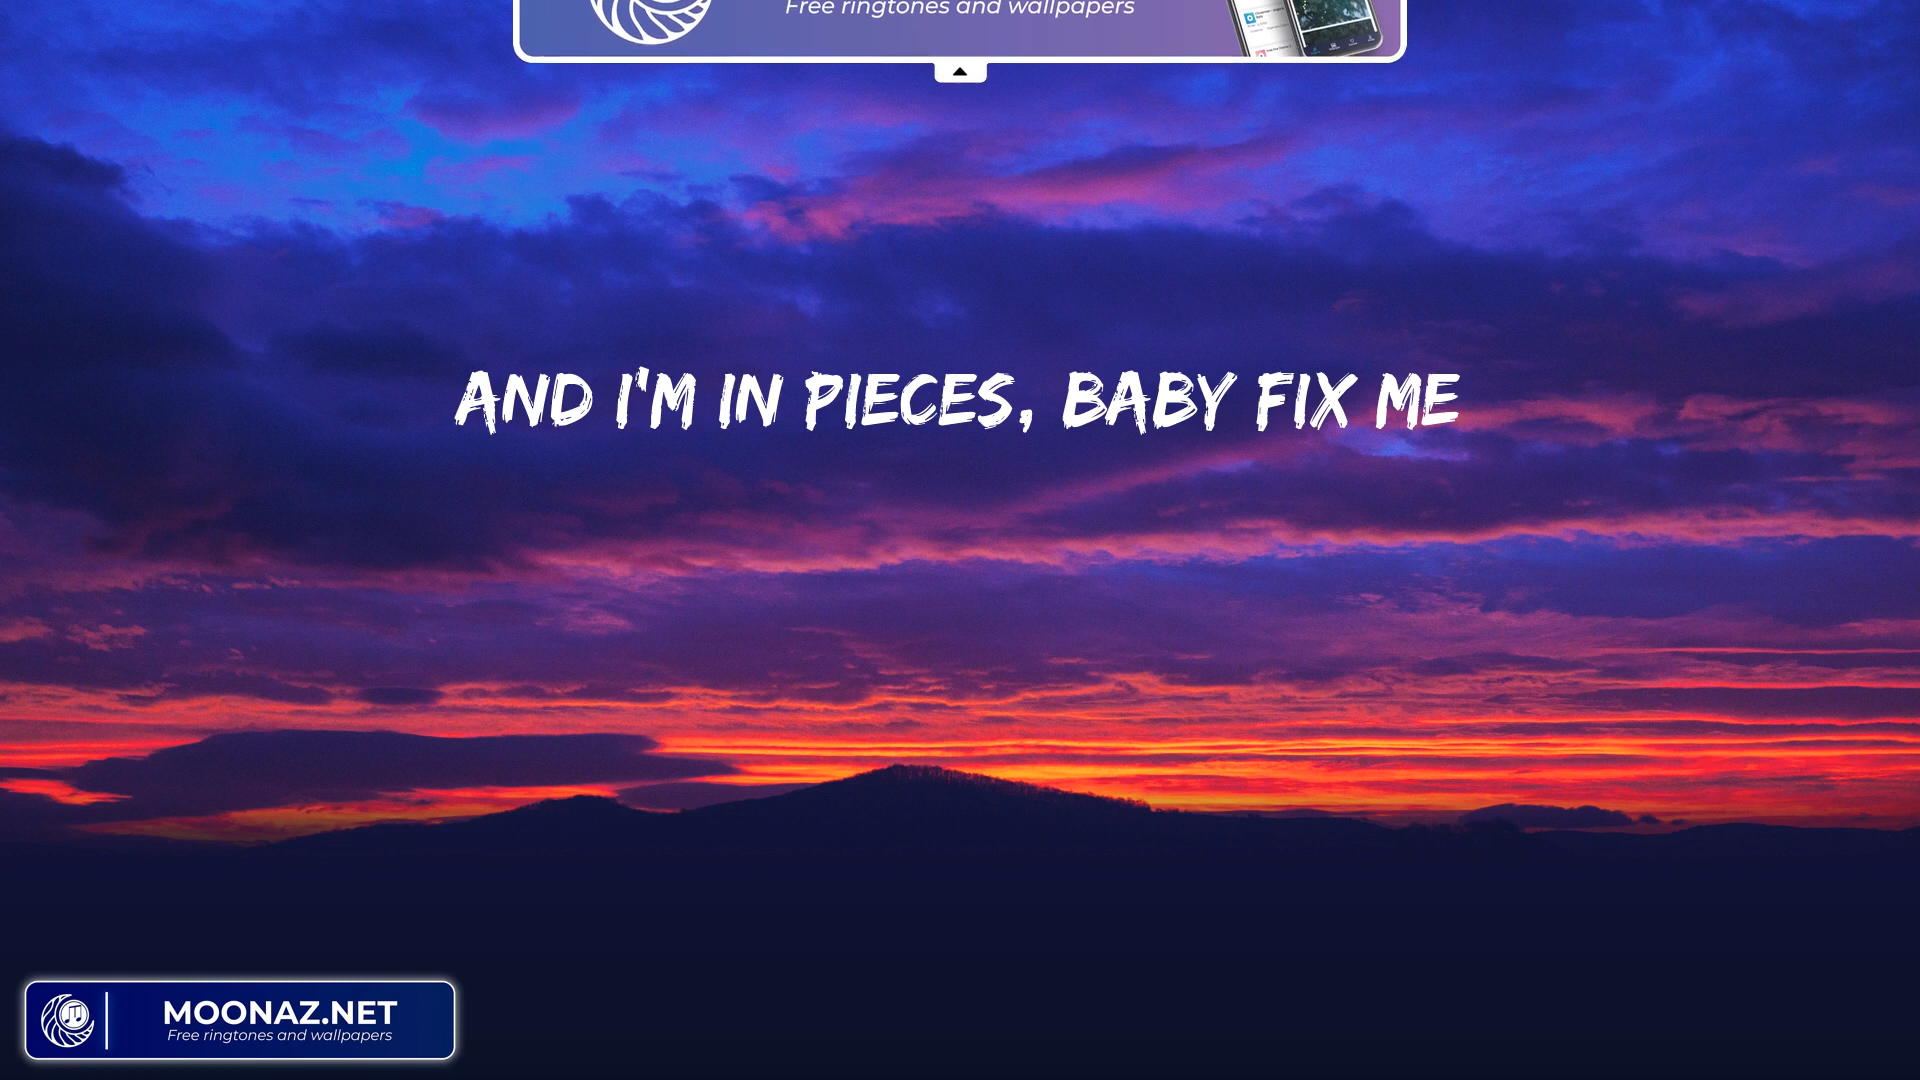 Free ringtones and wallpapers
AND I'M IN PIECES, BABY FIX ME
MOONAZ.NET
Free ringtones and wallpapers